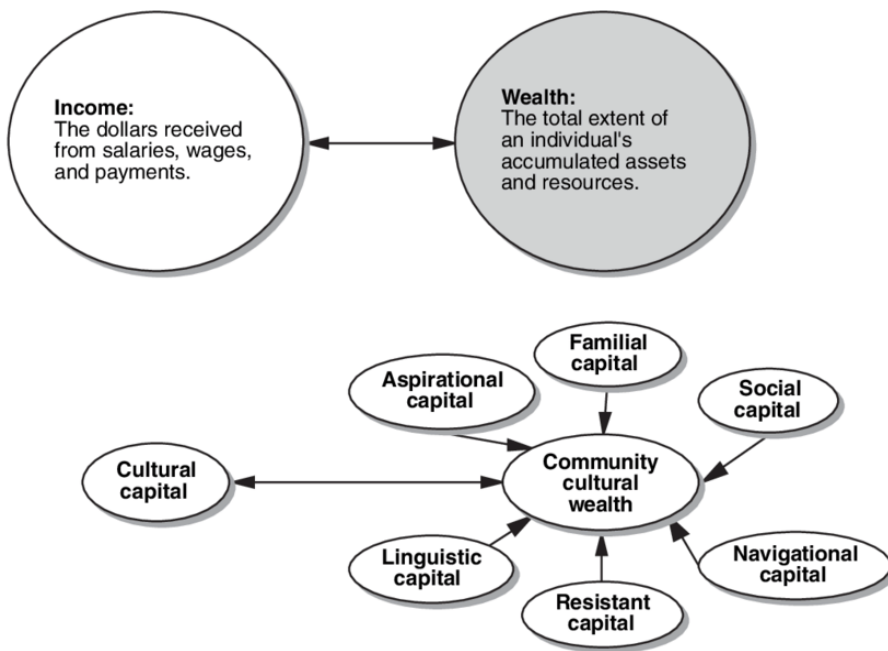 Income:
The dollars received
from salaries, wages,
and payments.
Wealth:
The total extent of
an individual's
accumulated assets
and resources.
Familial
capital
Aspirational
capital
Social
capital
Cultural
capital
Community
cultural
wealth
Linguistic
capital
Navigational
capital
Resistant
capital